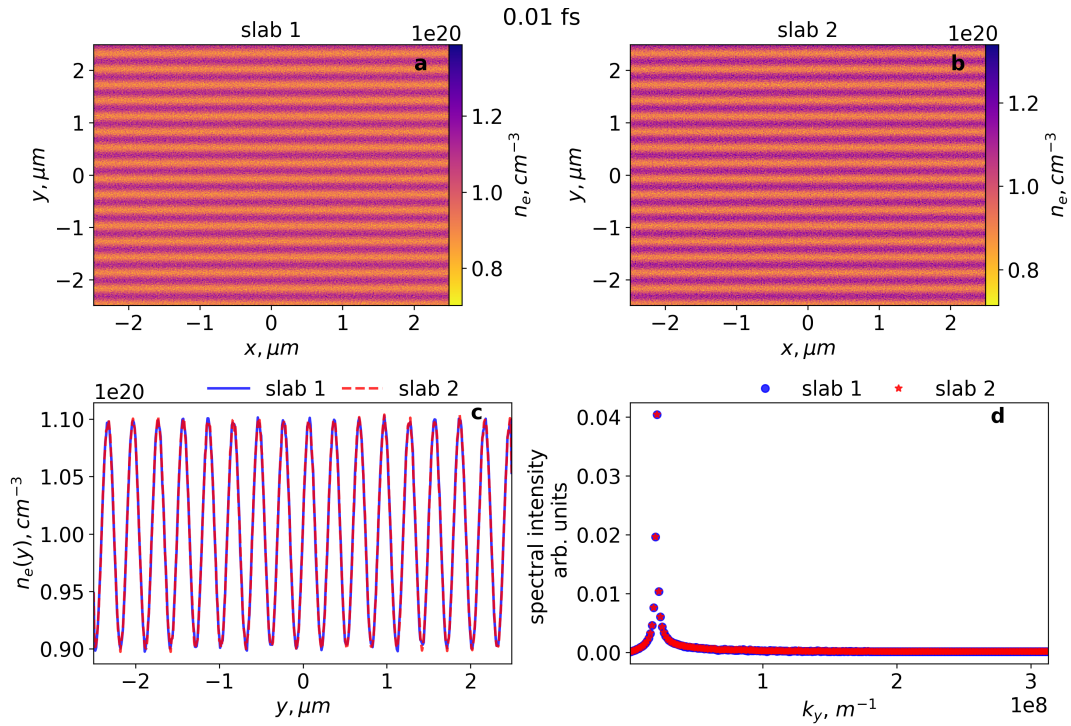 0.01 fs
slab 1
1e20
a
2
1
0
−1
−2
y, μm
−2
−1
0
1
2
x, μm
1.2
1.0
0.8
n_e, cm^{−3}
slab 2
1e20
b
2
1
0
−1
−2
y, μm
−2
−1
0
1
2
x, μm
1.2
1.0
0.8
n_e, cm^{−3}
1e20
slab 1
slab 2
c
1.10
1.05
1.00
0.95
0.90
n_e(y), cm^{−3}
−2
−1
0
1
2
y, μm
slab 1
slab 2
d
0.04
0.03
0.02
0.01
0.00
spectral intensity
arb. units
1
2
3
1e8
k_y, m^{−1}